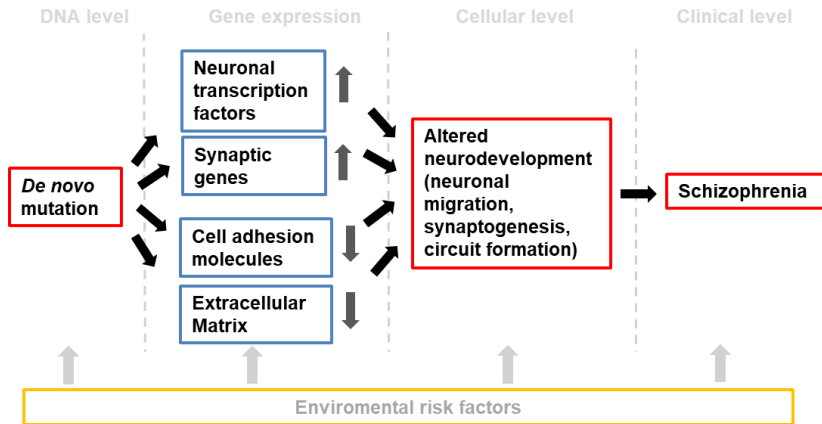 DNA level
Gene expression
Cellular level
Clinical level
Neuronal
transcription
factors
Synaptic
genes
De novo
mutation
Cell adhesion
molecules
Extracellular
Matrix
Altered
neurodevelopment
(neuronal
migration,
synaptogenesis,
circuit formation)
Schizophrenia
Enviromental risk factors